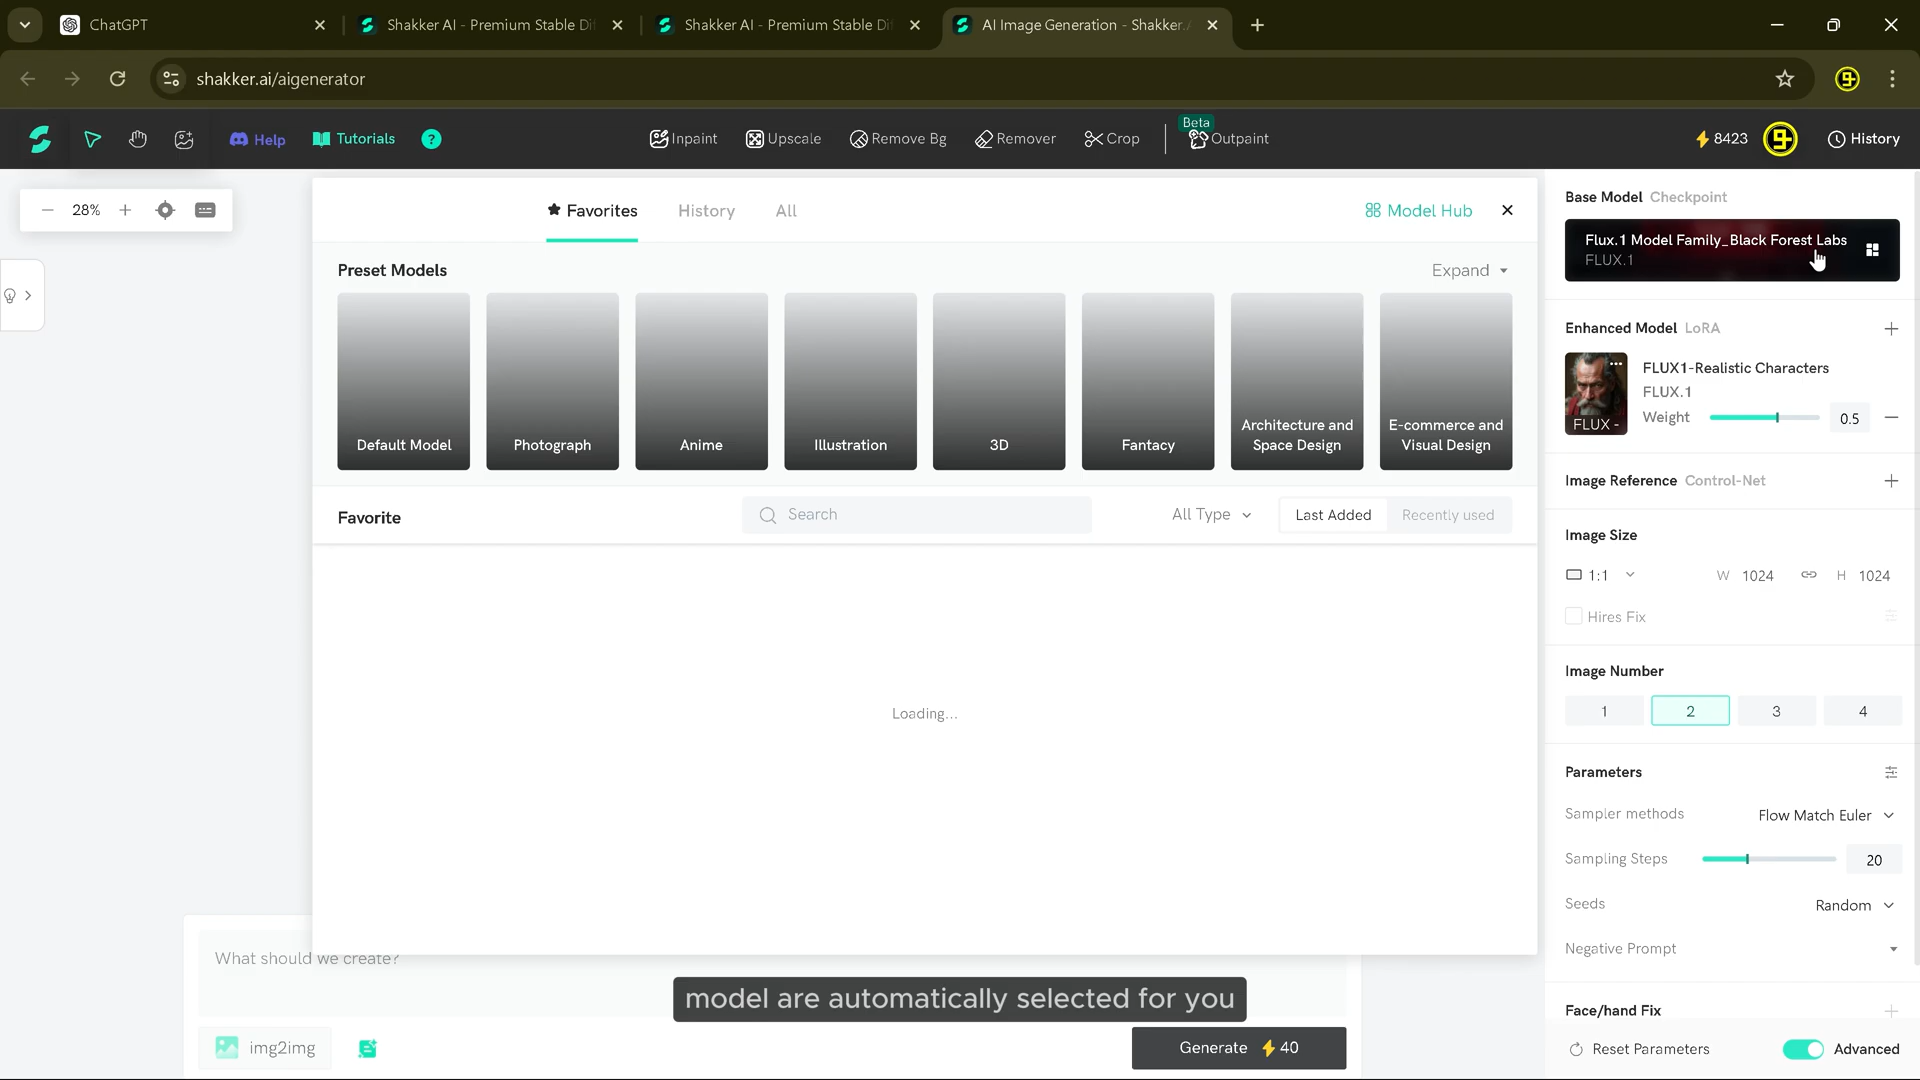 ChatGPT
Shakker AI - Premium Stable Di
Shakker AI - Premium Stable Di
AI Image Generation - Shakker.
shakker.ai/aigenerator
Help
Tutorials
?
Inpaint
Upscale
Remove Bg
Remover
Crop
Beta
Outpaint
8423
History
28%
Favorites
History
All
Model Hub
Preset Models
Expand
Default Model
Photograph
Anime
Illustration
3D
Fantacy
Architecture and
Space Design
E-commerce and
Visual Design
Favorite
Search
All Type
Last Added
Recently used
Loading...
Base Model Checkpoint
Flux.1 Model Family_Black Forest Labs
FLUX.1
Enhanced Model LoRA
FLUX -
FLUX1-Realistic Characters
FLUX.1
Weight
0.5
Image Reference Control-Net
Image Size
1:1
W 1024
H 1024
Hires Fix
Image Number
1
2
3
4
Parameters
Sampler methods
Flow Match Euler
Sampling Steps
20
Seeds
Random
Negative Prompt
Face/hand Fix
Reset Parameters
Advanced
What should we create?
model are automatically selected for you
img2img
Generate 40